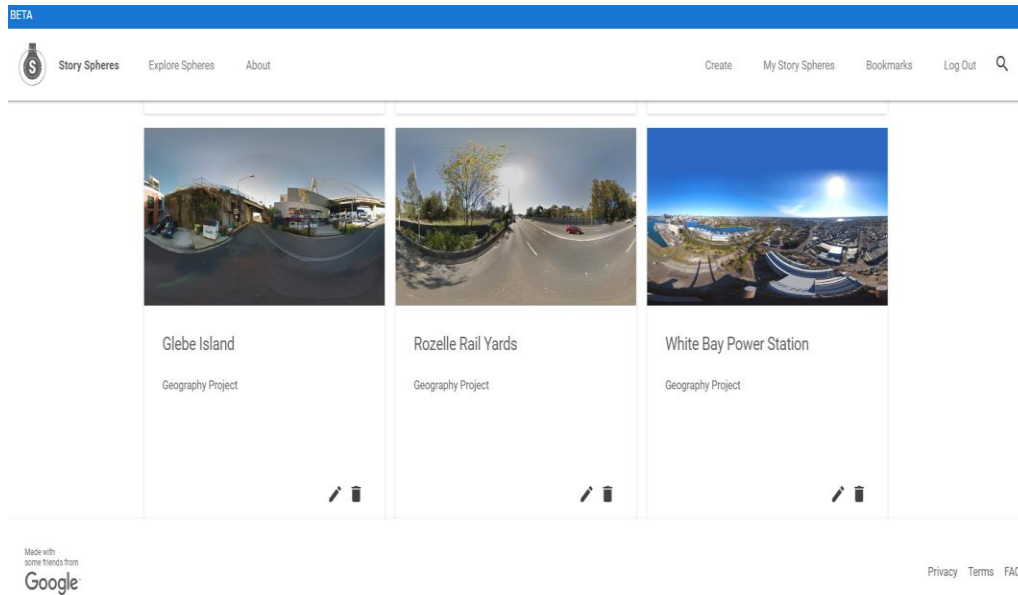 BETA
S
Story Spheres Explore Spheres About Create My Story Spheres Bookmarks Log Out
Glebe Island Rozelle Rail Yards White Bay Power Station
Geography Project Geography Project Geography Project
Made with
some friends from
Google
Privacy Terms FAQ